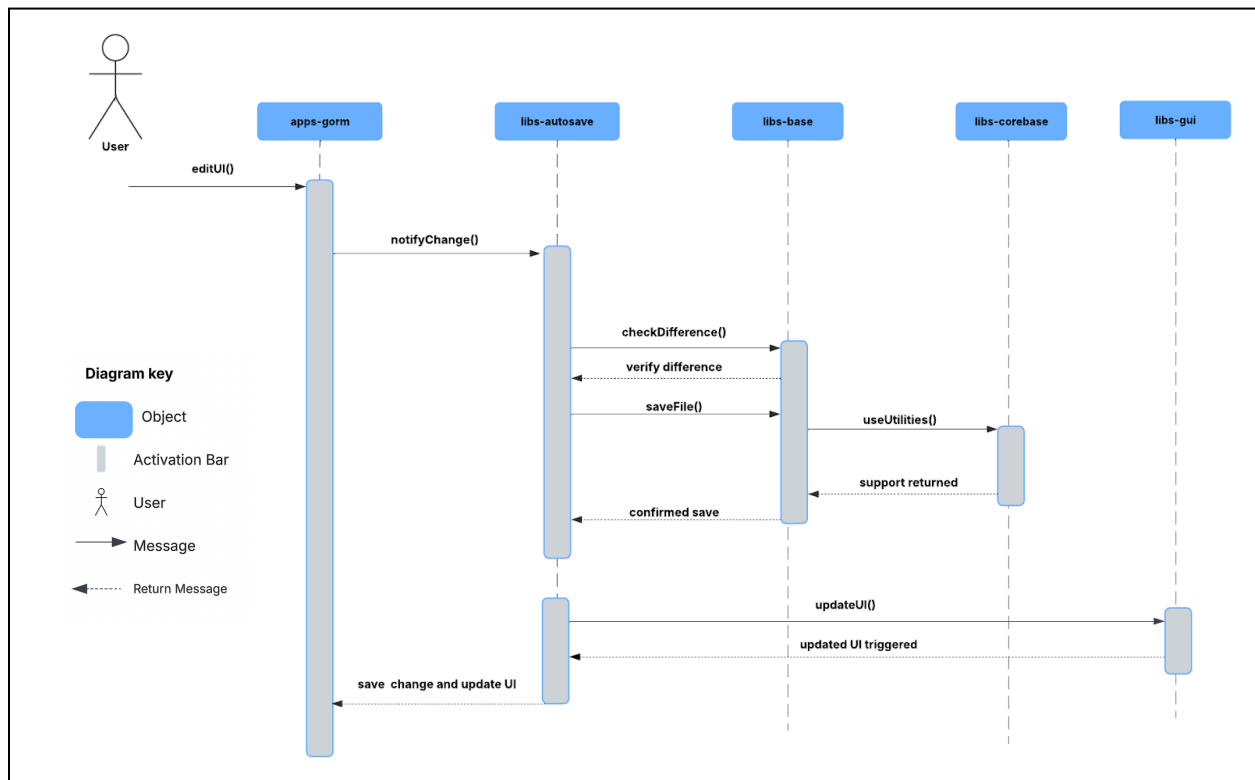 User
apps-gorm
libs-autosave
libs-base
libs-corebase
libs-gui
editUI()
notifyChange()
checkDifference()
verify difference
saveFile()
useUtilities()
support returned
confirmed save
updateUI()
updated UI triggered
save change and update UI
Diagram key
Object
Activation Bar
User
Message
Return Message